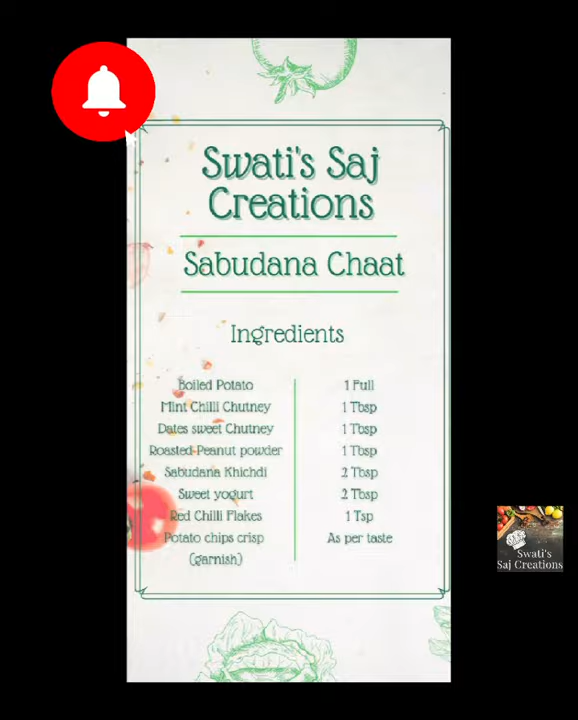 Swati's Saj
Creations
Sabudana Chaat
Ingredients
Boiled Potato 1 Full
Mint Chilli Chutney 1 Tbsp
Dates sweet Chutney 1 Tbsp
Roasted Peanut powder 1 Tbsp
Sabudana Khichdi 2 Tbsp
Sweet yogurt 2 Tbsp
Red Chilli Flakes 1 Tsp
Potato chips crisp As per taste
(garnish)
Swati's
Saj Creations